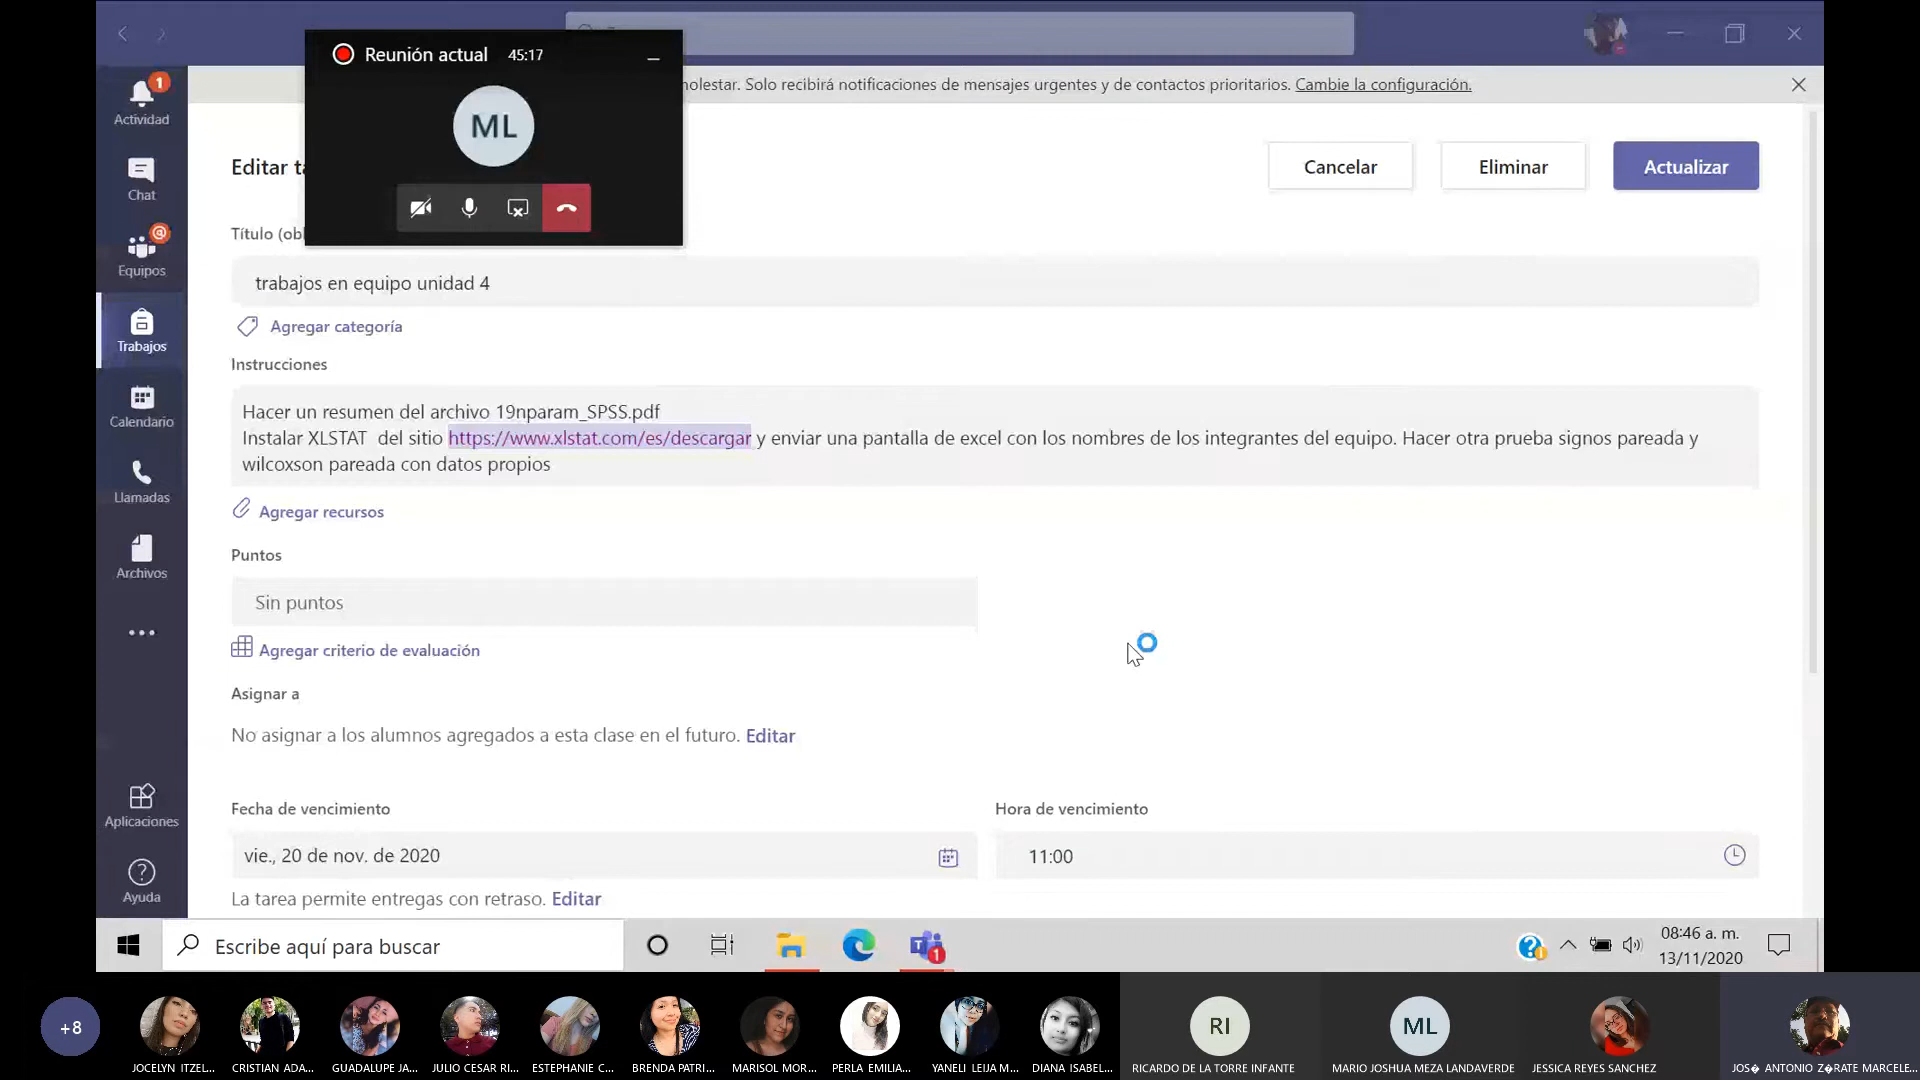 Reunión actual 45:17
ML
olestar. Solo recibirá notificaciones de mensajes urgentes y de contactos prioritarios. Cambie la configuración.
1
Actividad
Chat
@
Equipos
Trabajos
Calendario
Llamadas
Archivos
Aplicaciones
Ayuda
Editar t
Cancelar
Eliminar
Actualizar
Título (obl
trabajos en equipo unidad 4
Agregar categoría
Instrucciones
Hacer un resumen del archivo 19nparam_SPSS.pdf
Instalar XLSTAT del sitio https://www.xlstat.com/es/descargar y enviar una pantalla de excel con los nombres de los integrantes del equipo. Hacer otra prueba signos pareada y
wilcoxson pareada con datos propios
Agregar recursos
Puntos
Sin puntos
Agregar criterio de evaluación
Asignar a
No asignar a los alumnos agregados a esta clase en el futuro. Editar
Fecha de vencimiento
Hora de vencimiento
vie., 20 de nov. de 2020
11:00
La tarea permite entregas con retraso. Editar
Escribe aquí para buscar
T
1
08:46 a. m.
13/11/2020
+8
RI
ML
JOCELYN ITZEL...
CRISTIAN ADA...
GUADALUPE JA...
JULIO CESAR RI...
ESTEPHANIE C...
BRENDA PATRI...
MARISOL MOR...
PERLA EMILIA...
YANELI LEIJA M...
DIANA ISABEL...
RICARDO DE LA TORRE INFANTE
MARIO JOSHUA MEZA LANDAVERDE
JESSICA REYES SANCHEZ
JOS� ANTONIO Z�RATE MARCELE...